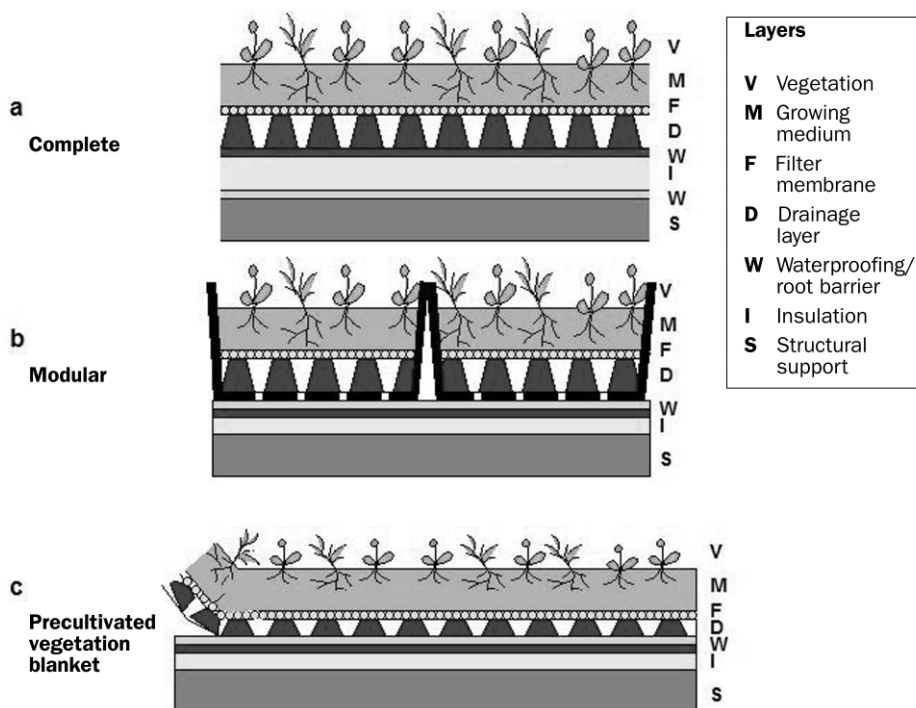 a
Complete
V
M
F
D
W
I
W
S
b
Modular
V
M
F
D
W
I
S
c
Precultivated
vegetation
blanket
V
M
F
D
W
I
S
Layers
V Vegetation
M Growing
medium
F Filter
membrane
D Drainage
layer
W Waterproofing/
root barrier
I Insulation
S Structural
support